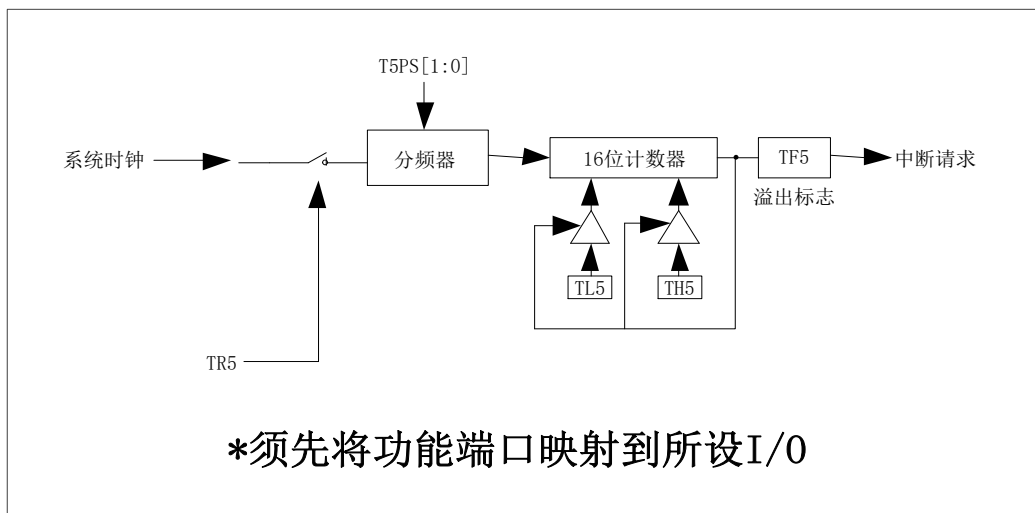 T5PS[1:0]
系统时钟
分频器
16位计数器
TF5
中断请求
溢出标志
TL5
TH5
TR5
*须先将功能端口映射到所设I/O